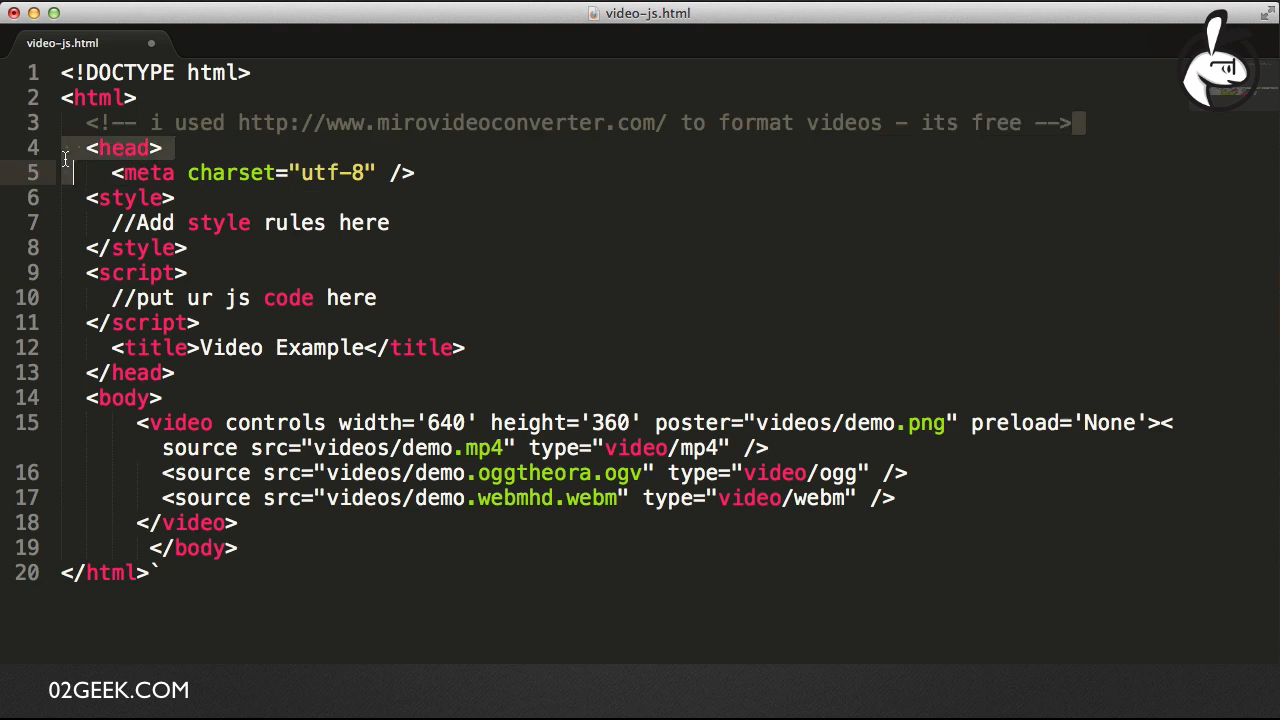 video-js.html
video-js.html
1 <!DOCTYPE html>
2 <html>
3 <!-- i used http://www.mirovideoconverter.com/ to format videos - its free -->
4 <head>
5 <meta charset="utf-8" />
6 <style>
7 //Add style rules here
8 </style>
9 <script>
10 //put ur js code here
11 </script>
12 <title>Video Example</title>
13 </head>
14 <body>
15 <video controls width='640' height='360' poster="videos/demo.png" preload='None'><
source src="videos/demo.mp4" type="video/mp4" />
16 <source src="videos/demo.oggtheora.ogv" type="video/ogg" />
17 <source src="videos/demo.webmhd.webm" type="video/webm" />
18 </video>
19 </body>
20 </html>`
02GEEK.COM